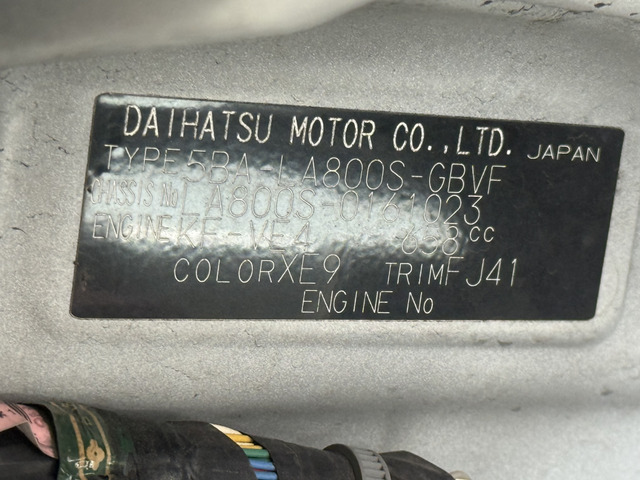 DAIHATSU MOTOR CO.,LTD. JAPAN
TYPE 5BA-LA800S-GBVF
CHASSIS No LA800S-0161023
ENGINE KF-VE4 658 cc
COLOR XE9 TRIM FJ41
ENGINE No